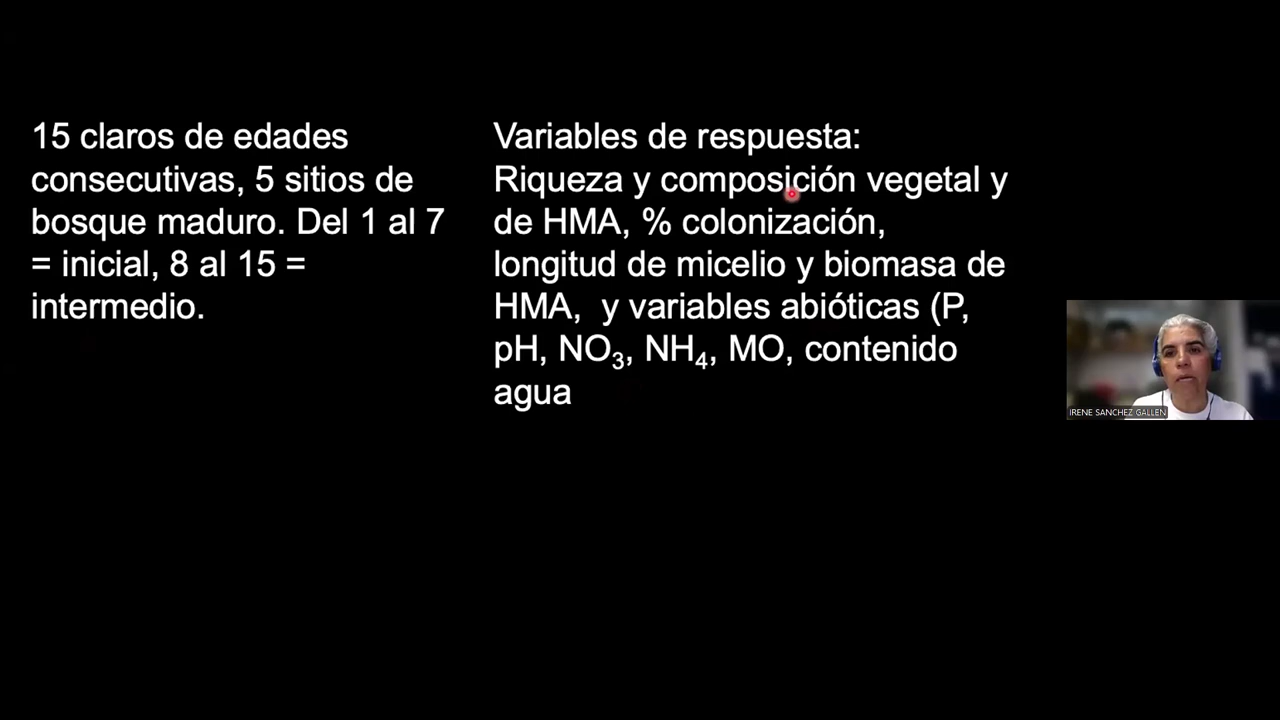 15 claros de edades
consecutivas, 5 sitios de
bosque maduro. Del 1 al 7
= inicial, 8 al 15 =
intermedio.
Variables de respuesta:
Riqueza y composición vegetal y
de HMA, % colonización,
longitud de micelio y biomasa de
HMA,  y variables abióticas (P,
pH, NO₃, NH₄, MO, contenido
agua
IRENE SANCHEZ GALLEN